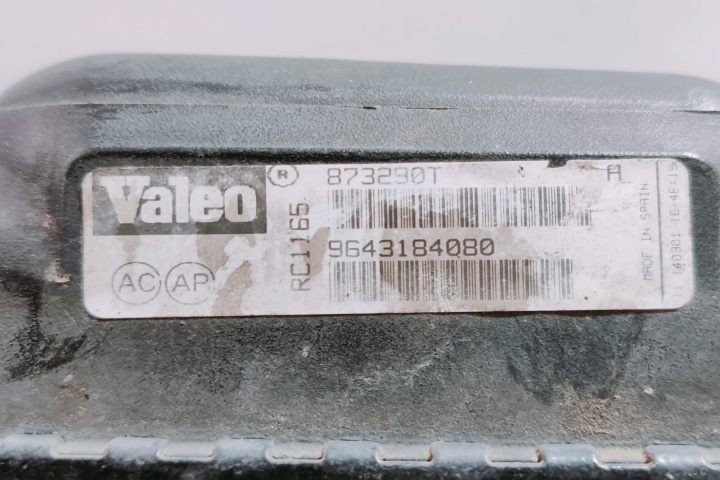 Valeo ® 873290T A
RC1165
9643184080
AC AP
MADE IN SPAIN